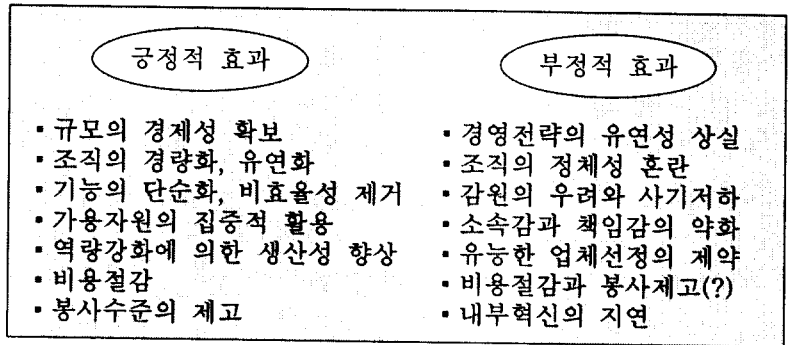 긍정적 효과
▪ 규모의 경제성 확보
▪ 조직의 경량화, 유연화
▪ 기능의 단순화, 비효율성 제거
▪ 가용자원의 집중적 활용
▪ 역량강화에 의한 생산성 향상
▪ 비용절감
▪ 봉사수준의 제고
부정적 효과
▪ 경영전략의 유연성 상실
▪ 조직의 정체성 혼란
▪ 감원의 우려와 사기저하
▪ 소속감과 책임감의 약화
▪ 유능한 업체선정의 제약
▪ 비용절감과 봉사제고(?)
▪ 내부혁신의 지연